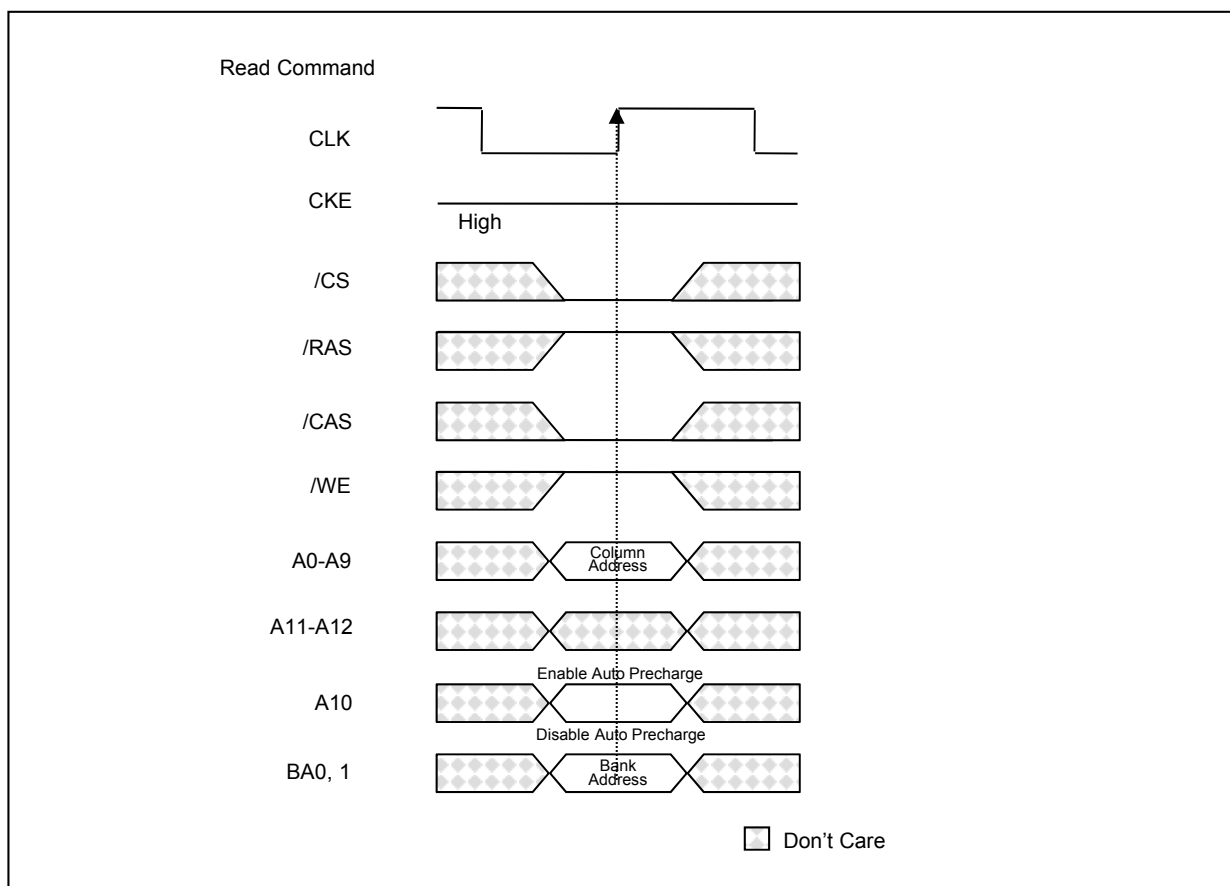 Read Command
CLK
CKE
High
/CS
/RAS
/CAS
/WE
A0-A9
Column
Address
A11-A12
Enable Auto Precharge
A10
Disable Auto Precharge
BA0, 1
Bank
Address
Don't Care